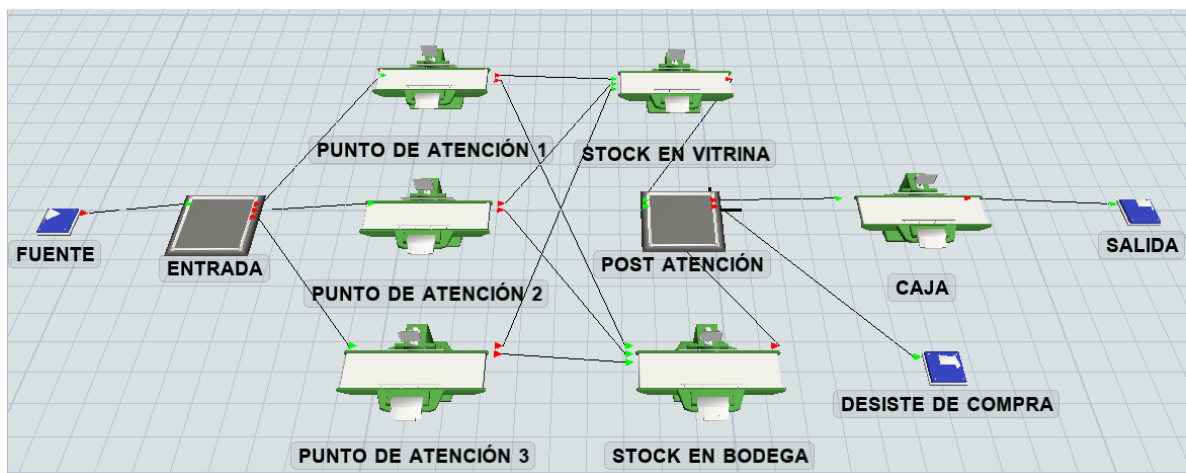 PUNTO DE ATENCIÓN 1
STOCK EN VITRINA
FUENTE
ENTRADA
POST ATENCIÓN
SALIDA
PUNTO DE ATENCIÓN 2
CAJA
DESISTE DE COMPRA
PUNTO DE ATENCIÓN 3
STOCK EN BODEGA